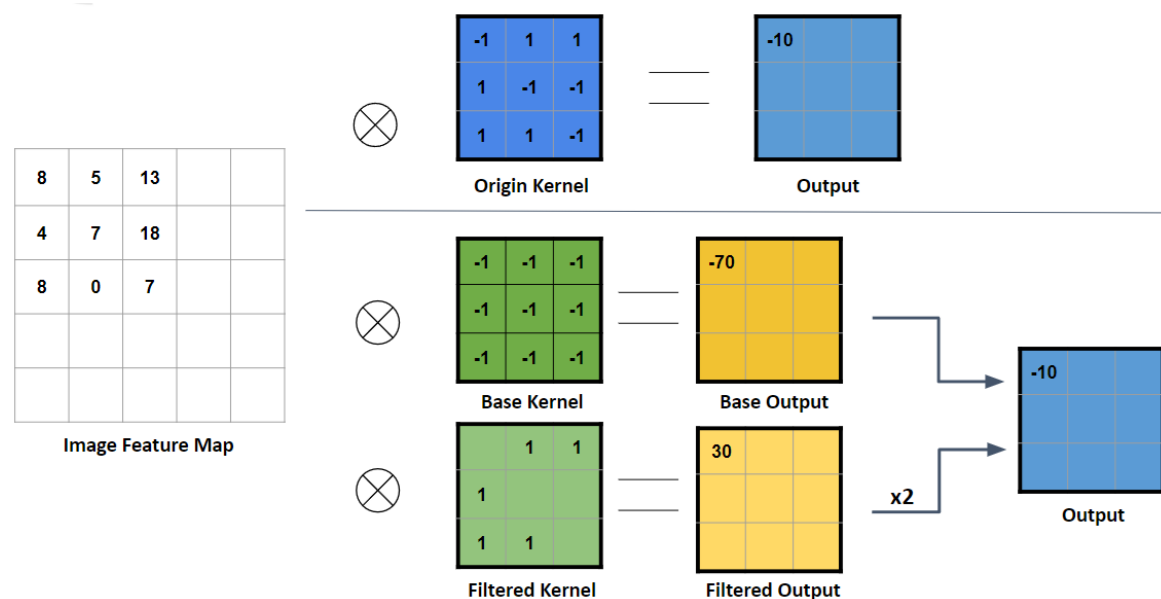 -1 1 1
1 -1 -1
1 1 -1
Origin Kernel
-10
Output
8 5 13
4 7 18
8 0 7
Image Feature Map
-1 -1 -1
-1 -1 -1
-1 -1 -1
Base Kernel
-70
Base Output
1 1
1
1 1
Filtered Kernel
30
Filtered Output
x2
-10
Output